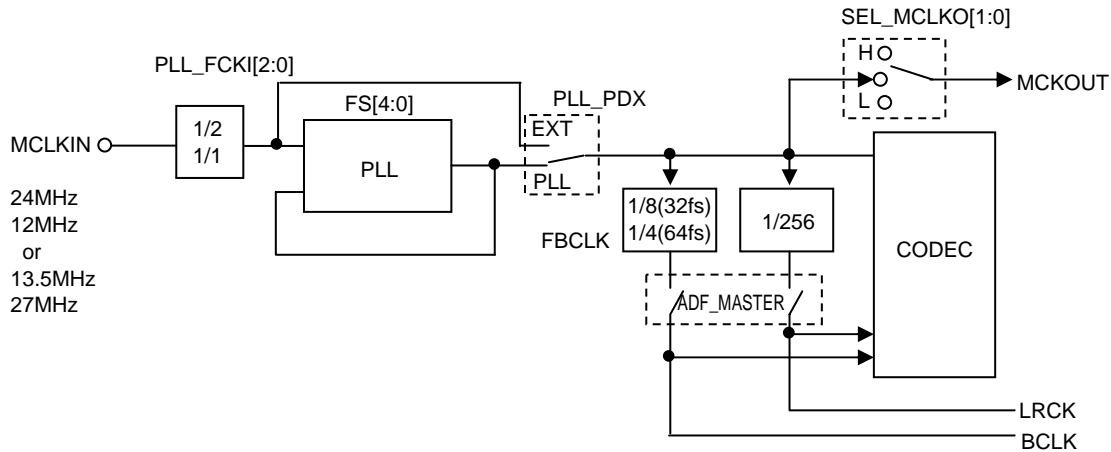 SEL_MCLKO[1:0]
H
L
MCKOUT
PLL_FCKI[2:0]
FS[4:0]
PLL_PDX
EXT
PLL
MCLKIN
1/2
1/1
PLL
24MHz
12MHz
or
13.5MHz
27MHz
1/8(32fs)
1/4(64fs)
FBCLK
1/256
CODEC
ADF_MASTER
LRCK
BCLK